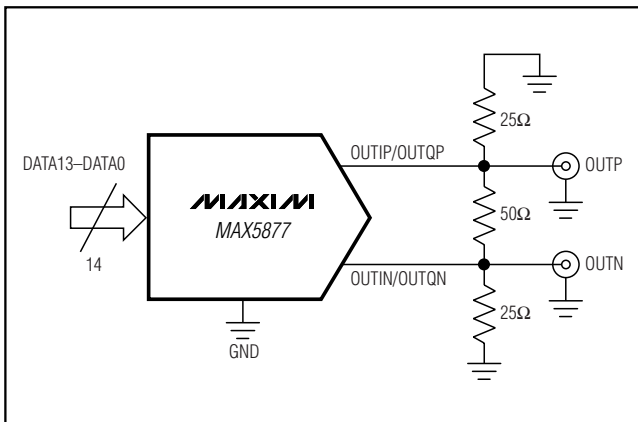 25Ω
OUTIP/OUTQP
OUTP
DATA13–DATA0
MAXIM
MAX5877
50Ω
14
OUTIN/OUTQN
OUTN
25Ω
GND